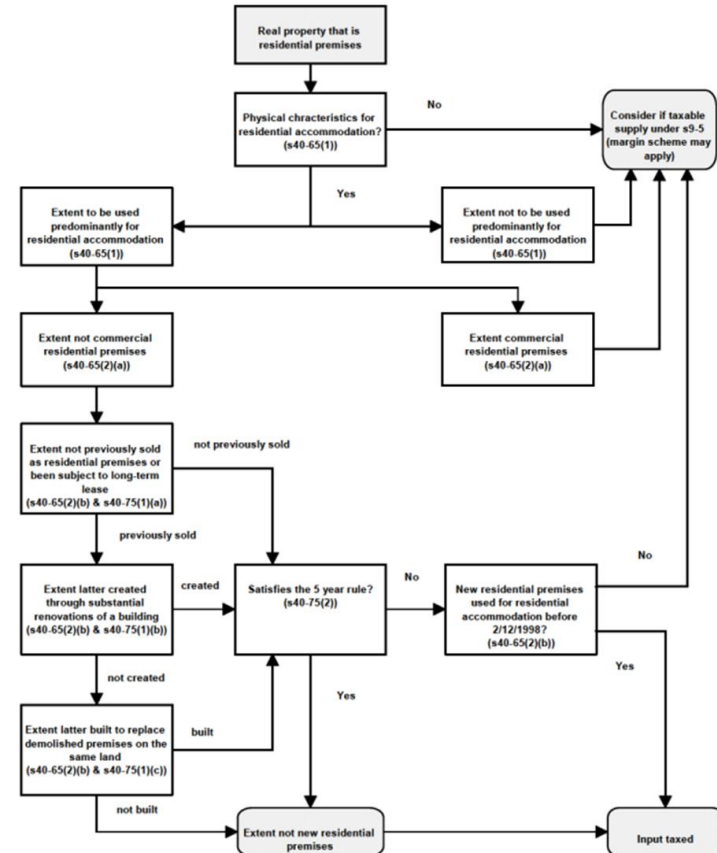 Real property that is
residential premises
Physical chracteristics for
residential accommodation?
(s40-65(1))
No
Consider if taxable
supply under s9-5
(margin scheme may
apply)
Yes
Extent to be used
predominantly for
residential accommodation
(s40-65(1))
Extent not to be used
predominantly for
residential accommodation
(s40-65(1))
Extent not commercial
residential premises
(s40-65(2)(a))
Extent commercial
residential premises
(s40-65(2)(a))
Extent not previously sold
as residential premises or
been subject to long-term
lease
(s40-65(2)(b) & s40-75(1)(a))
not previously sold
previously sold
Extent latter created
through substantial
renovations of a building
(s40-65(2)(b) & s40-75(1)(b))
created
Satisfies the 5 year rule?
(s40-75(2))
No
New residential premises
used for residential
accommodation before
2/12/1998?
(s40-65(2)(b))
No
Yes
not created
Yes
Extent latter built to replace
demolished premises on the
same land
(s40-65(2)(b) & s40-75(1)(c))
built
not built
Extent not new residential
premises
Input taxed